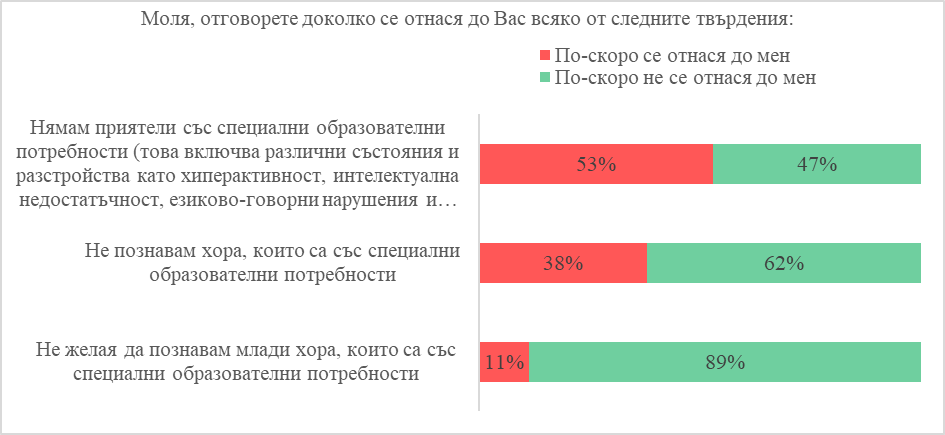 Моля, отговорете доколко се отнася до Вас всяко от следните твърдения:
По-скоро се отнася до мен
По-скоро не се отнася до мен
Нямам приятели със специални образователни
потребности (това включва различни състояния и
разстройства като хиперактивност, интелектуална
недостатъчност, езиково-говорни нарушения и…
53%
47%
Не познавам хора, които са със специални
образователни потребности
38%
62%
Не желая да познавам млади хора, които са със
специални образователни потребности
11%
89%